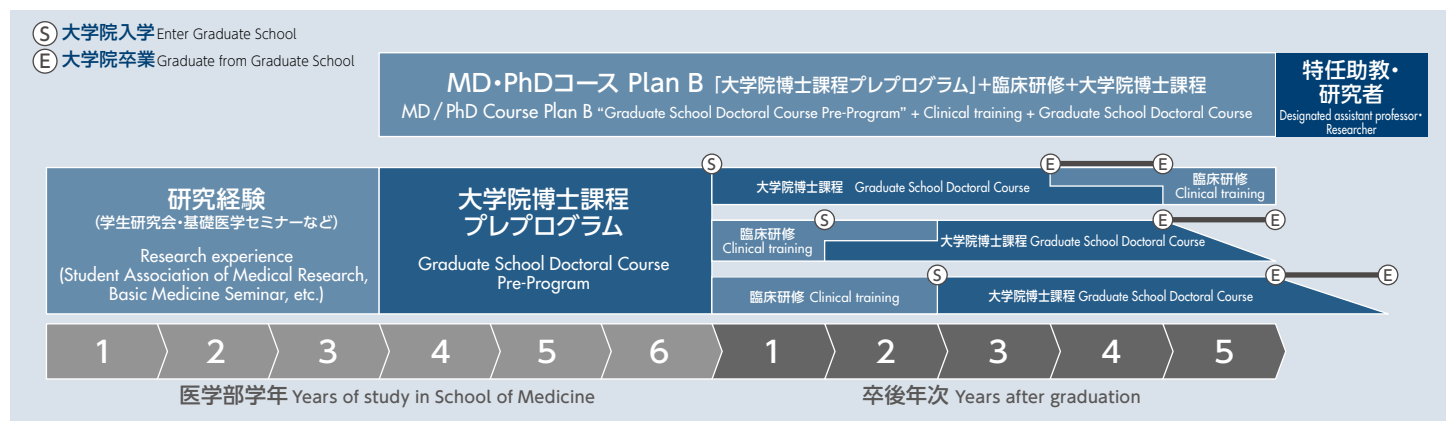 S 大学院入学 Enter Graduate School
E 大学院卒業 Graduate from Graduate School
MD・PhDコース Plan B 「大学院博士課程プレプログラム」+臨床研修+大学院博士課程
MD / PhD Course Plan B “Graduate School Doctoral Course Pre-Program” + Clinical training + Graduate School Doctoral Course
特任助教・
研究者
Designated assistant professor・
Researcher
研究経験
(学生研究会・基礎医学セミナーなど)
Research experience
(Student Association of Medical Research,
Basic Medicine Seminar, etc.)
大学院博士課程
プレプログラム
Graduate School Doctoral Course
Pre-Program
S E E
大学院博士課程 Graduate School Doctoral Course
臨床研修
Clinical training
S E E
臨床研修
Clinical training
大学院博士課程 Graduate School Doctoral Course
S E E
臨床研修 Clinical training
大学院博士課程 Graduate School Doctoral Course
1 2 3 4 5 6 1 2 3 4 5
医学部学年 Years of study in School of Medicine
卒後年次 Years after graduation